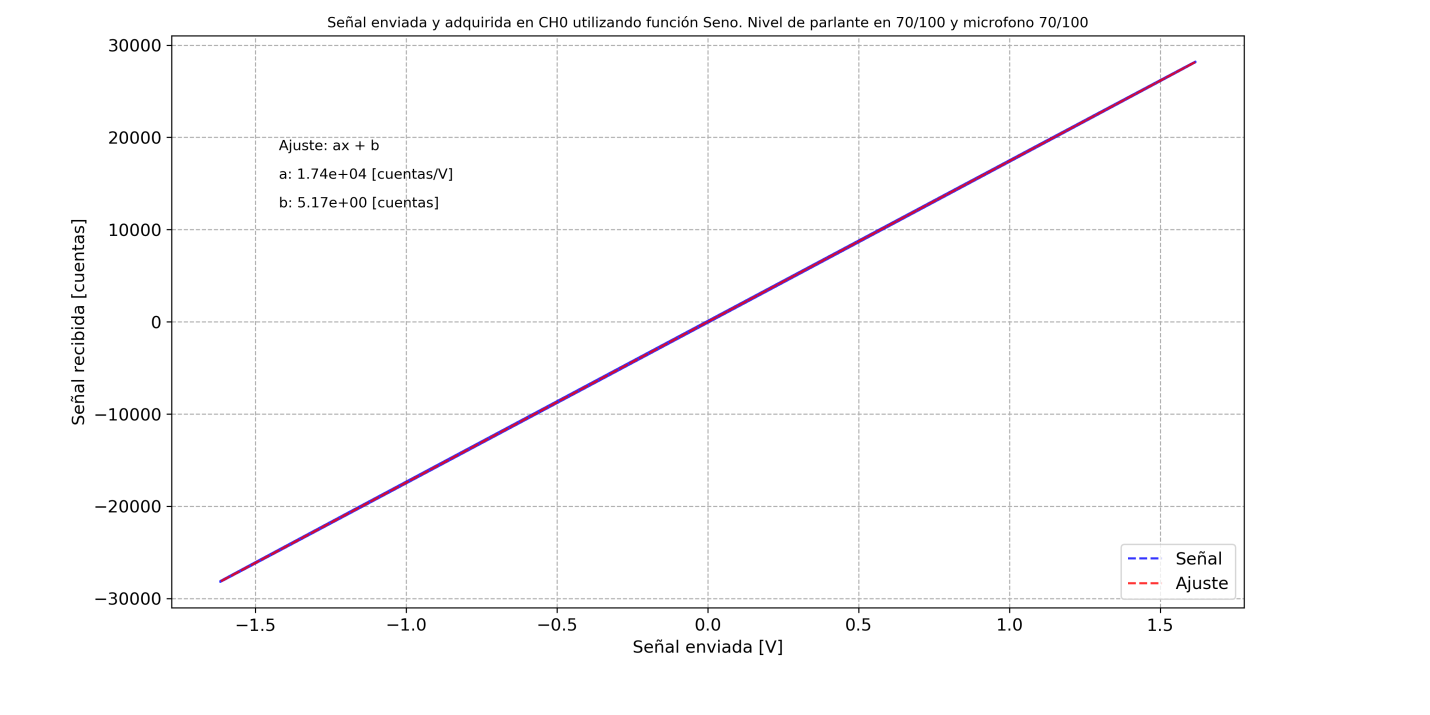 Señal enviada y adquirida en CH0 utilizando función Seno. Nivel de parlante en 70/100 y microfono 70/100
30000
20000
10000
0
−10000
−20000
−30000
Señal recibida [cuentas]
Ajuste: ax + b
a: 1.74e+04 [cuentas/V]
b: 5.17e+00 [cuentas]
Señal
Ajuste
−1.5 −1.0 −0.5 0.0 0.5 1.0 1.5
Señal enviada [V]